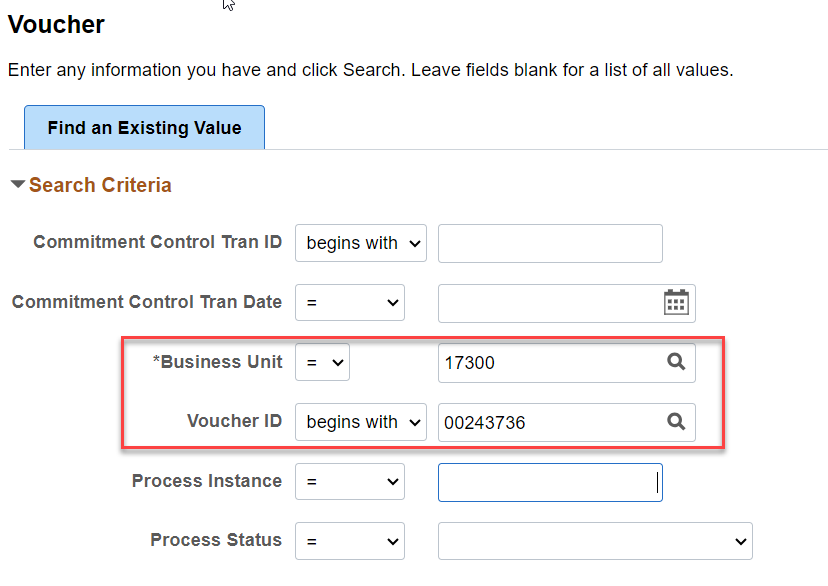 Voucher
Enter any information you have and click Search. Leave fields blank for a list of all values.
Find an Existing Value
Search Criteria
Commitment Control Tran ID begins with
Commitment Control Tran Date =
*Business Unit = 17300
Voucher ID begins with 00243736
Process Instance =
Process Status =